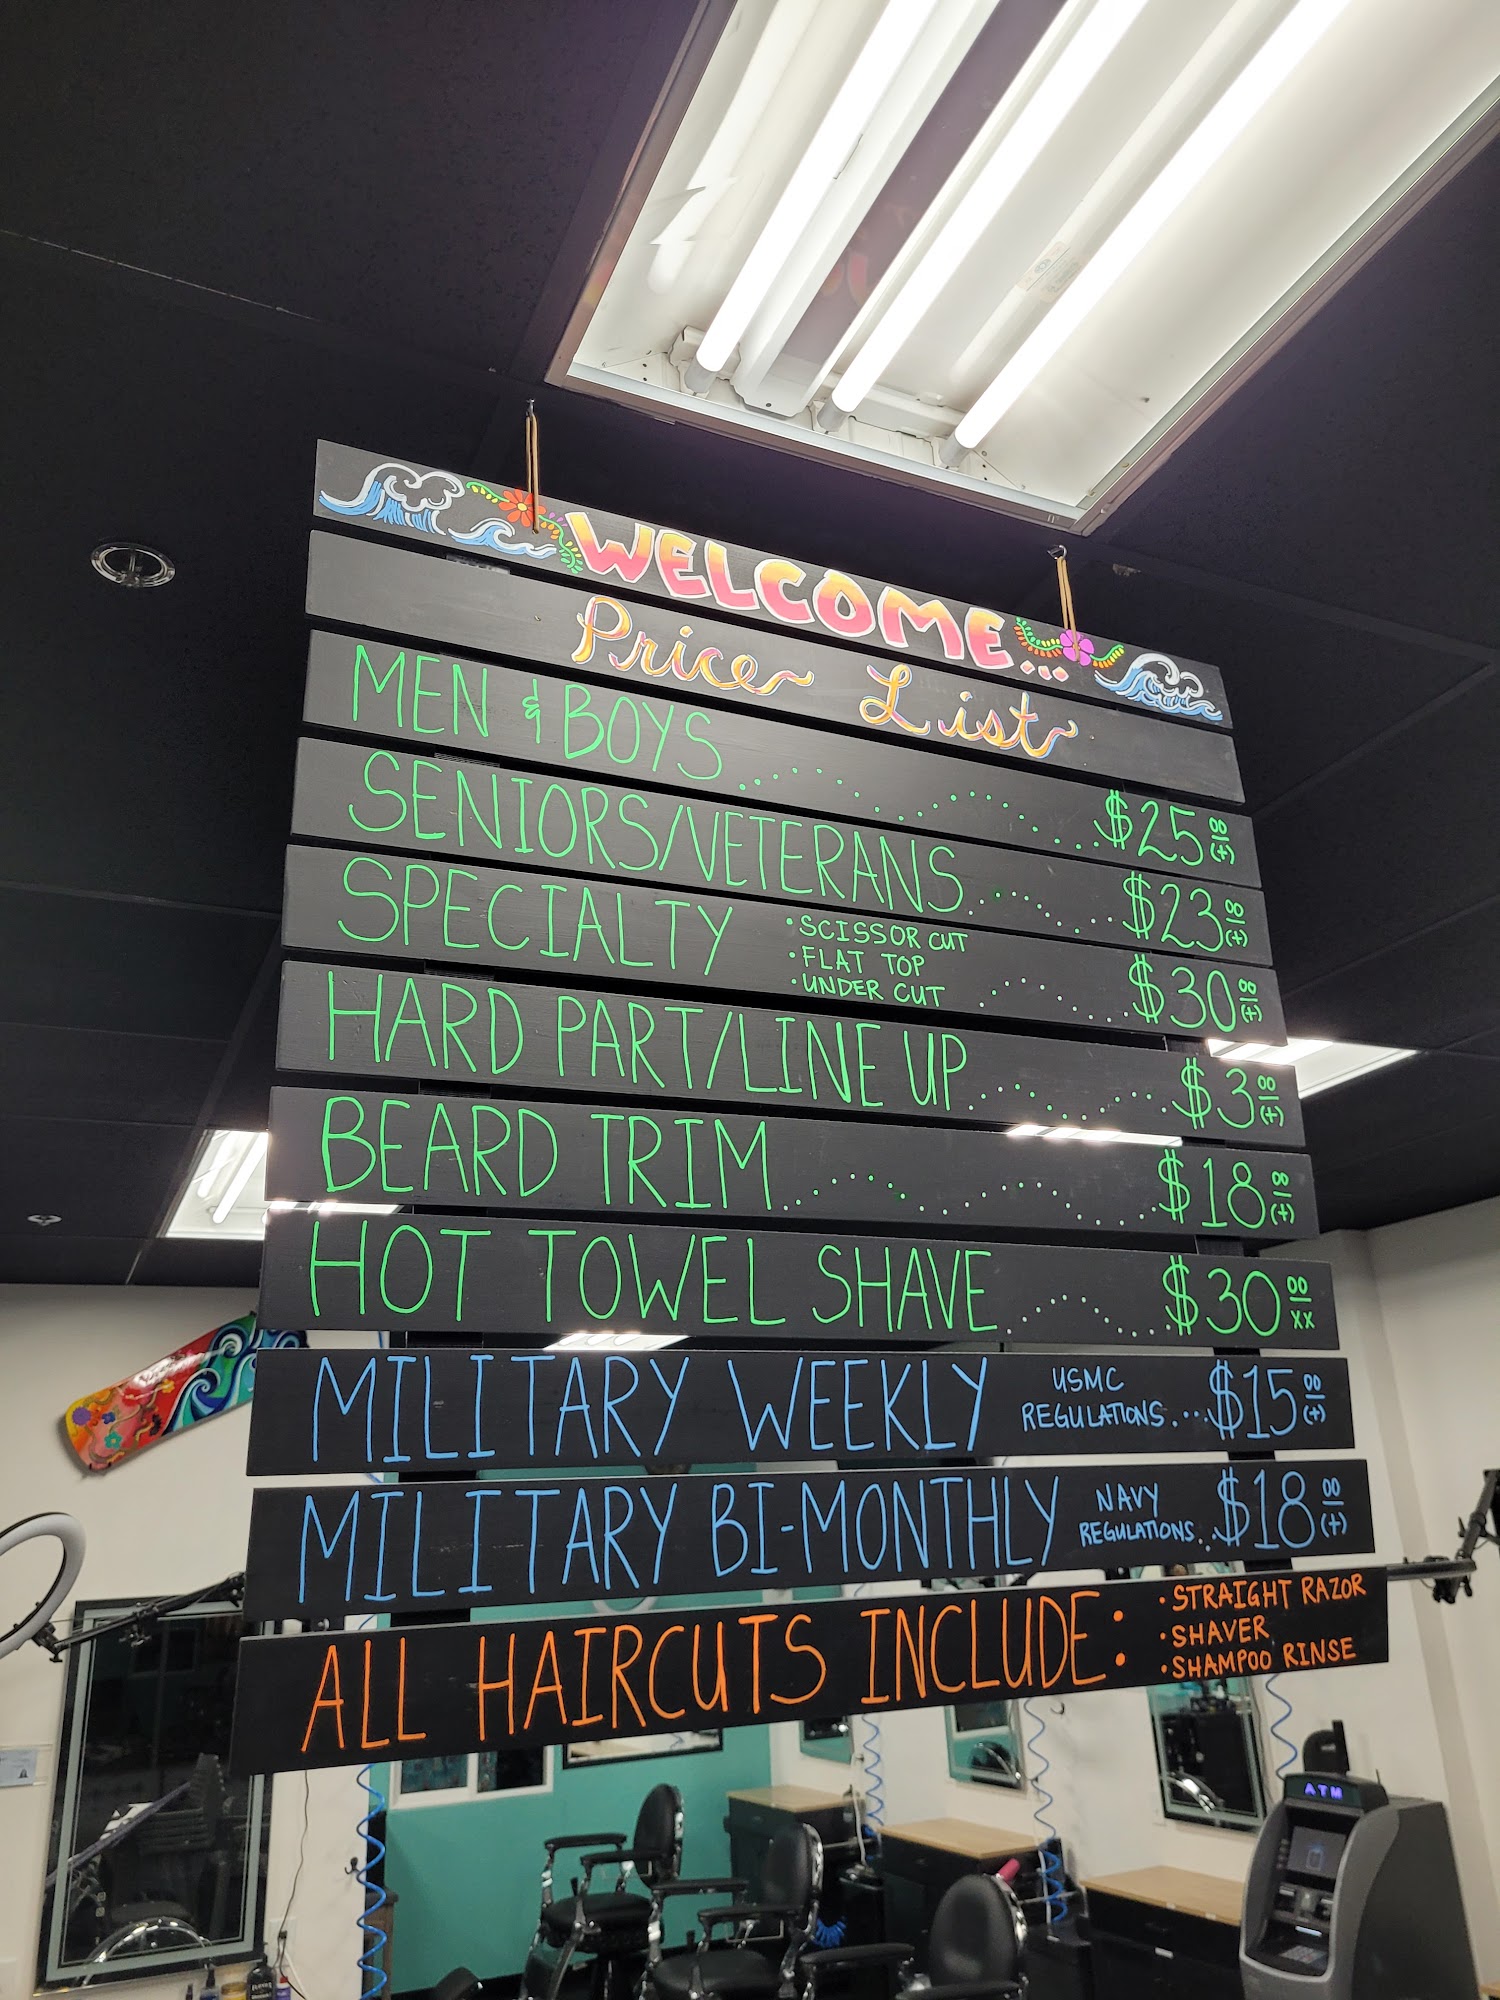 WELCOME...
Price List
MEN & BOYS $25 00 (+)
SENIORS/VETERANS $23 00 (+)
SPECIALTY • SCISSOR CUT • FLAT TOP • UNDER CUT $30 00 (+)
HARD PART/LINE UP $3 00 (+)
BEARD TRIM $18 00 (+)
HOT TOWEL SHAVE $30 00 xx
MILITARY WEEKLY USMC REGULATIONS $15 00 (+)
MILITARY BI-MONTHLY NAVY REGULATIONS $18 00 (+)
ALL HAIRCUTS INCLUDE: • STRAIGHT RAZOR • SHAVER • SHAMPOO RINSE
ATM